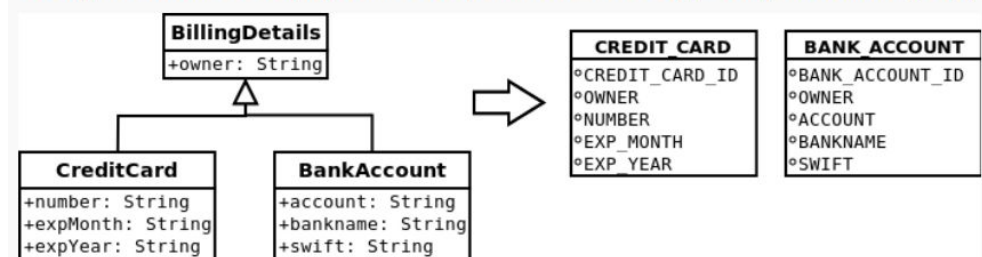 BillingDetails
+owner: String
CreditCard
+number: String
+expMonth: String
+expYear: String
BankAccount
+account: String
+bankname: String
+swift: String
CREDIT_CARD
CREDIT_CARD_ID
OWNER
NUMBER
EXP_MONTH
EXP_YEAR
BANK_ACCOUNT
BANK_ACCOUNT_ID
OWNER
ACCOUNT
BANKNAME
SWIFT